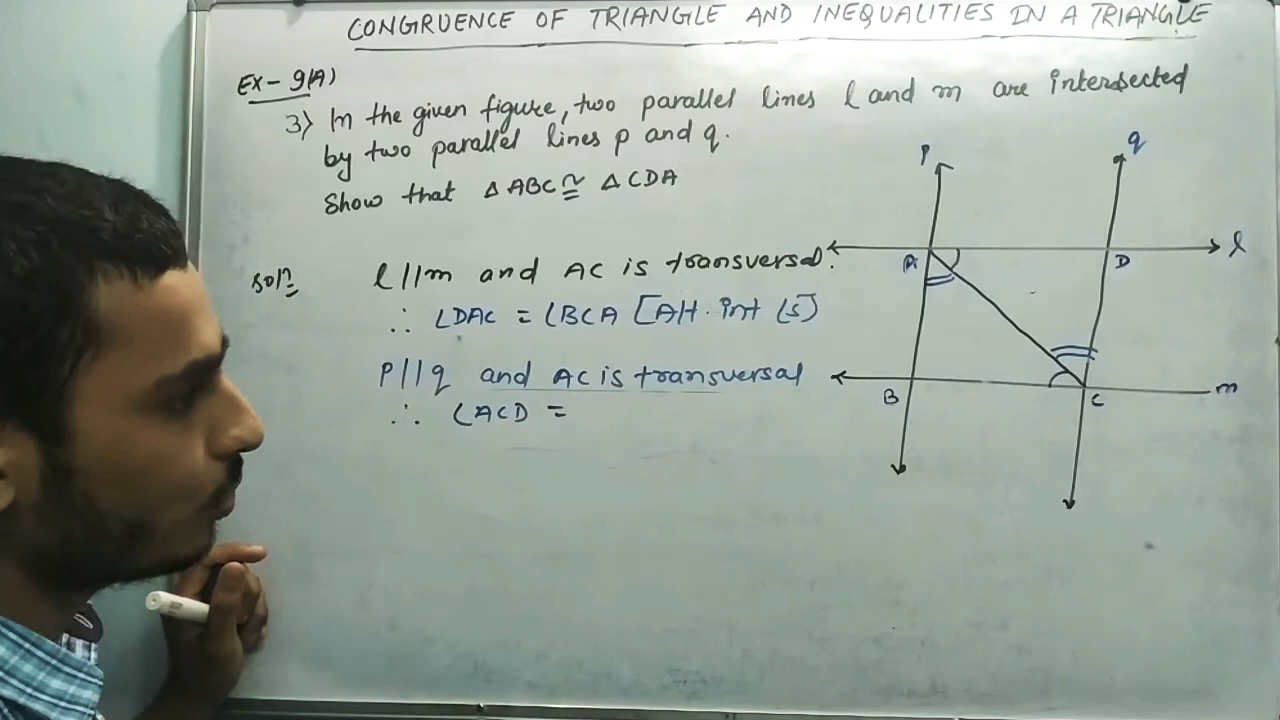 CONGRUENCE OF TRIANGLE AND INEQUALITIES IN A TRIANGLE
Ex- 9(A)
3) In the given figure, two parallel lines l and m are intersected
by two parallel lines p and q.
Show that △ABC ≅ △CDA
Solⁿ l//m and AC is transversal.
∴ ∠DAC = ∠BCA [Alt. int ∠s]
P//q and AC is transversal
∴ ∠ACD =
P
q
l
A
D
B
C
m